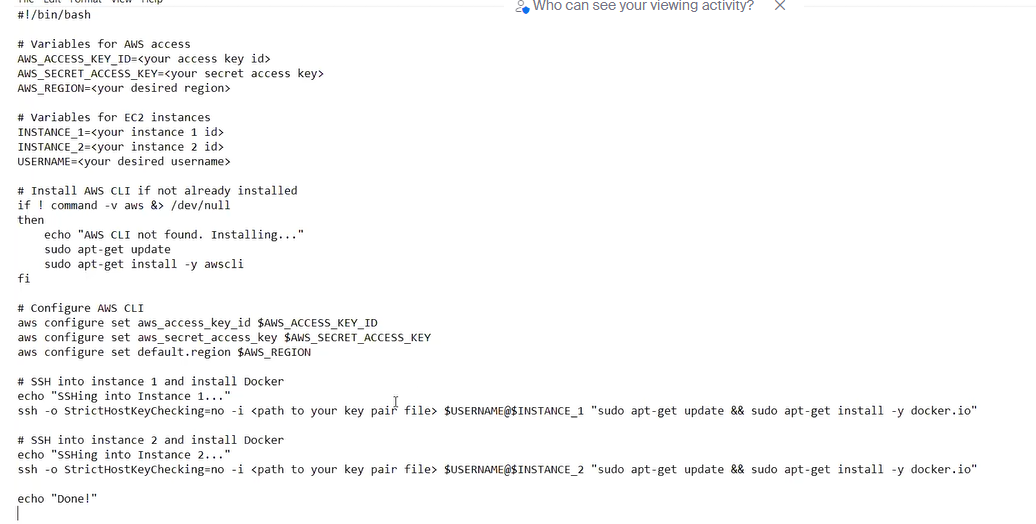 File Edit Format View Help
Who can see your viewing activity?
#!/bin/bash
# Variables for AWS access
AWS_ACCESS_KEY_ID=<your access key id>
AWS_SECRET_ACCESS_KEY=<your secret access key>
AWS_REGION=<your desired region>
# Variables for EC2 instances
INSTANCE_1=<your instance 1 id>
INSTANCE_2=<your instance 2 id>
USERNAME=<your desired username>
# Install AWS CLI if not already installed
if ! command -v aws &> /dev/null
then
    echo "AWS CLI not found. Installing..."
    sudo apt-get update
    sudo apt-get install -y awscli
fi
# Configure AWS CLI
aws configure set aws_access_key_id $AWS_ACCESS_KEY_ID
aws configure set aws_secret_access_key $AWS_SECRET_ACCESS_KEY
aws configure set default.region $AWS_REGION
# SSH into instance 1 and install Docker
echo "SSHing into Instance 1..."
ssh -o StrictHostKeyChecking=no -i <path to your key pair file> $USERNAME@$INSTANCE_1 "sudo apt-get update && sudo apt-get install -y docker.io"
# SSH into instance 2 and install Docker
echo "SSHing into Instance 2..."
ssh -o StrictHostKeyChecking=no -i <path to your key pair file> $USERNAME@$INSTANCE_2 "sudo apt-get update && sudo apt-get install -y docker.io"
echo "Done!"